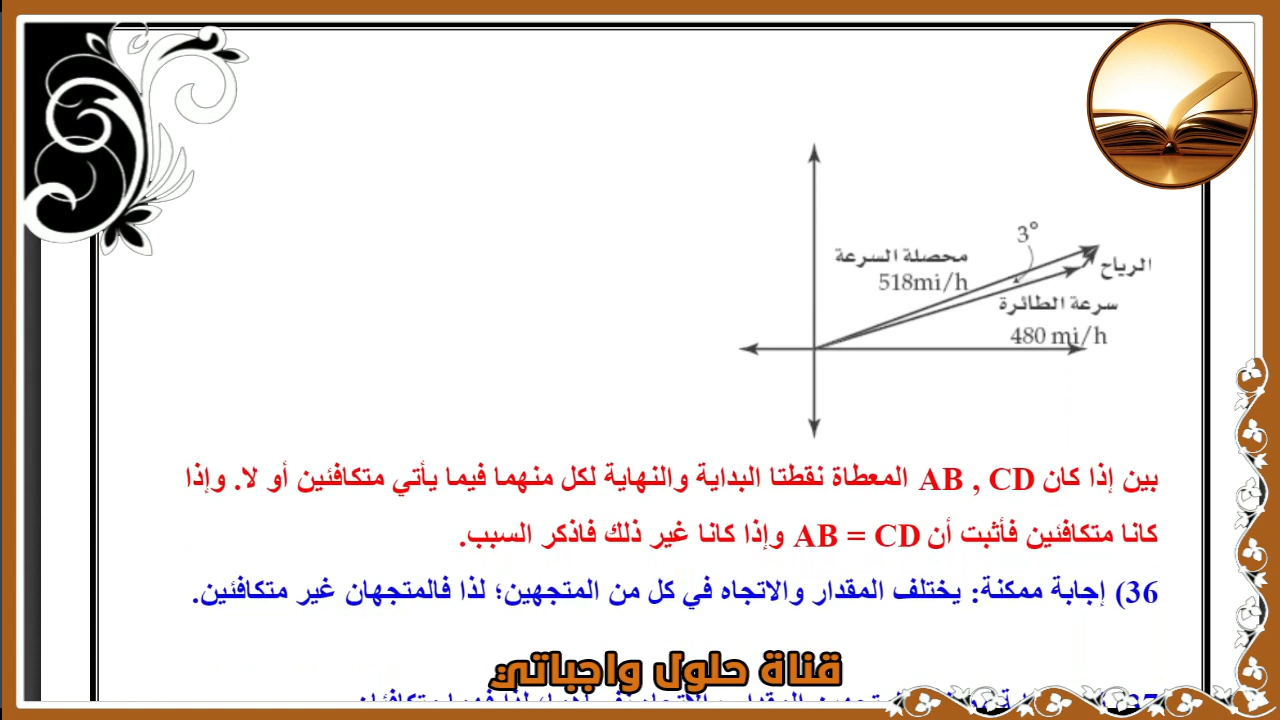 3°
محصلة السرعة
518mi/h
الرياح
سرعة الطائرة
480 mi/h
بين إذا كان AB , CD المعطاة نقطتا البداية والنهاية لكل منهما فيما يأتي متكافئين أو لا. وإذا
كانا متكافئين فأثبت أن AB = CD وإذا كانا غير ذلك فاذكر السبب.
36) إجابة ممكنة: يختلف المقدار والاتجاه في كل من المتجهين؛ لذا فالمتجهان غير متكافئين.
قناة حلول واجباتي